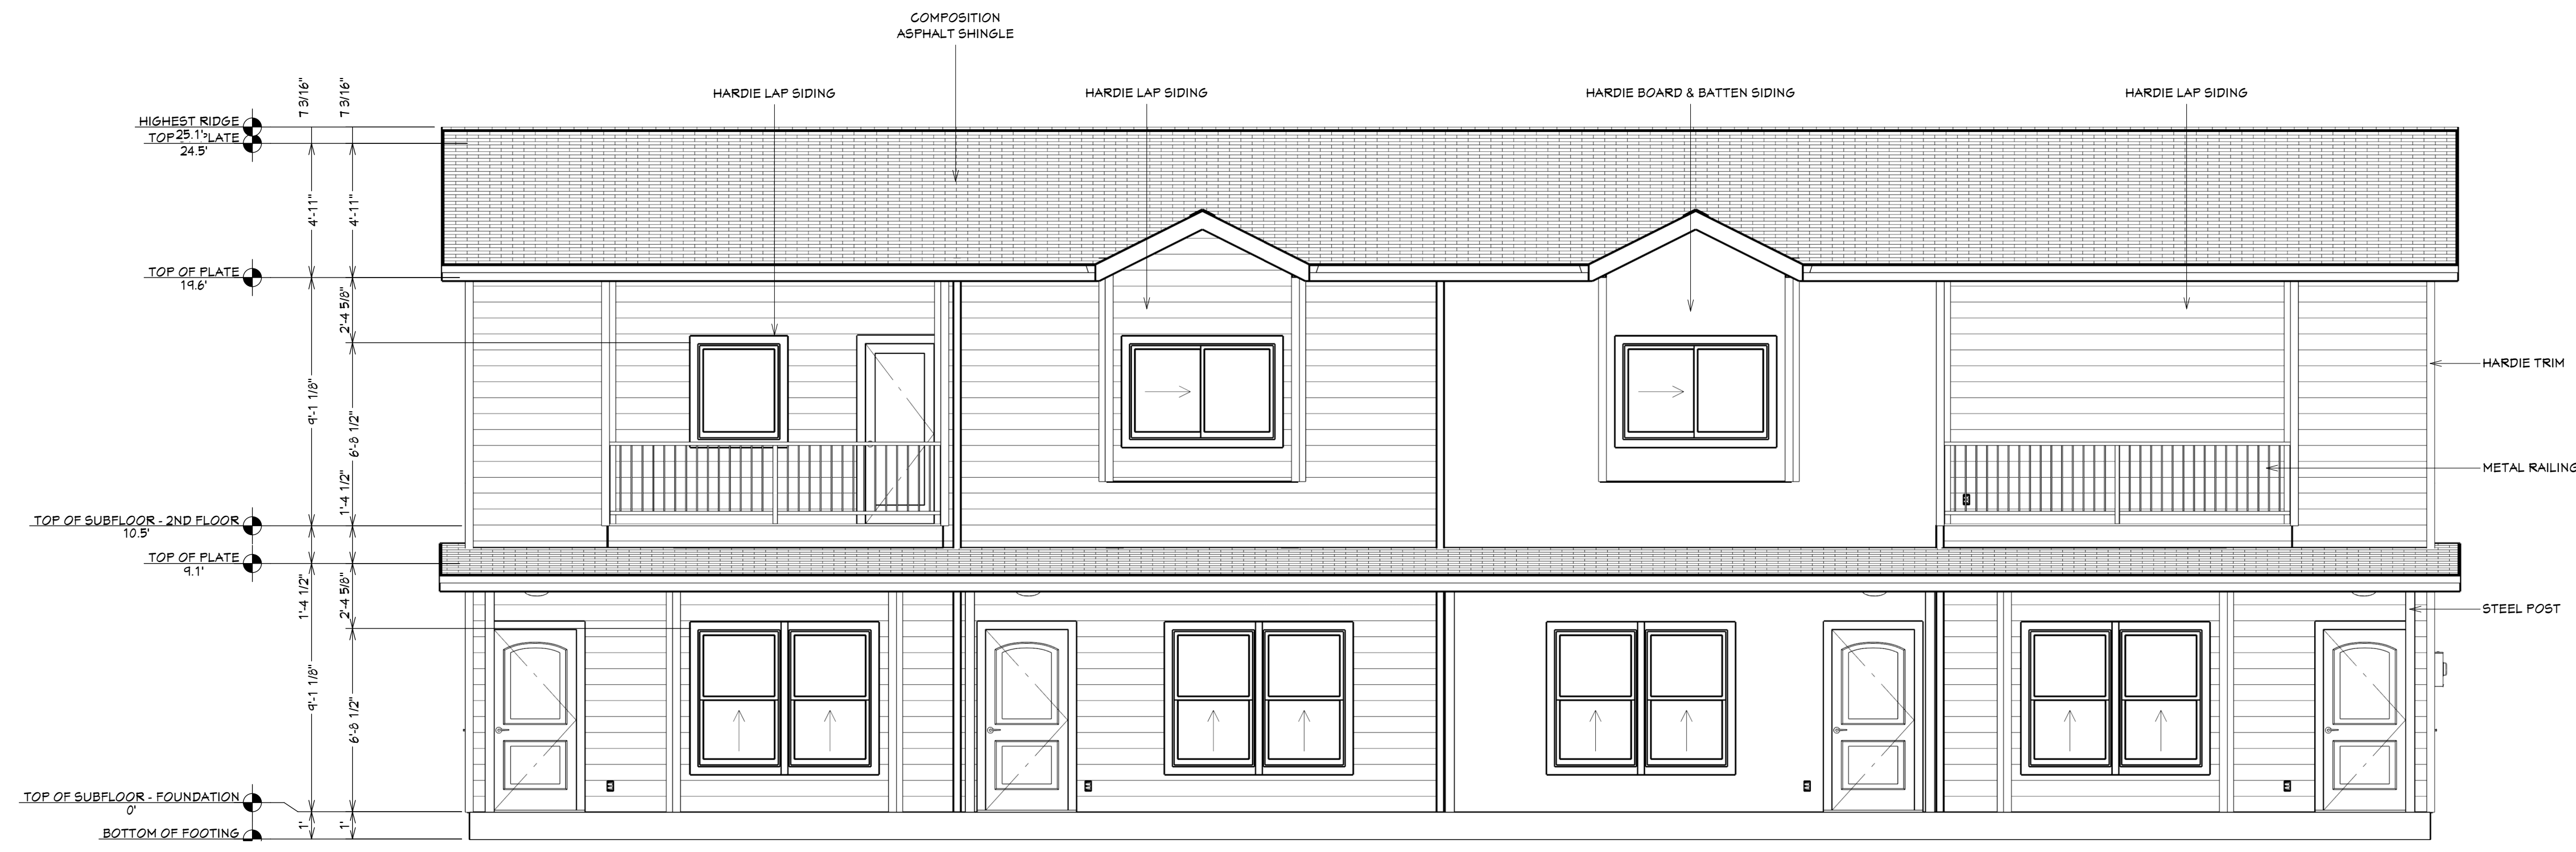 COMPOSITION
ASPHALT SHINGLE
HARDIE LAP SIDING
HARDIE LAP SIDING
HARDIE BOARD & BATTEN SIDING
HARDIE LAP SIDING
7 3/16"
7 3/16"
HIGHEST RIDGE
25.1'
TOP PLATE
24.5'
4'-11"
4'-11"
TOP OF PLATE
19.6'
2'-4 5/8"
HARDIE TRIM
9'-1 1/8"
6'-8 1/2"
METAL RAILING
1'-4 1/2"
TOP OF SUBFLOOR - 2ND FLOOR
10.5'
TOP OF PLATE
9.1'
1'-4 1/2"
2'-4 5/8"
STEEL POST
9'-1 1/8"
6'-8 1/2"
TOP OF SUBFLOOR - FOUNDATION
0'
1'
1'
BOTTOM OF FOOTING